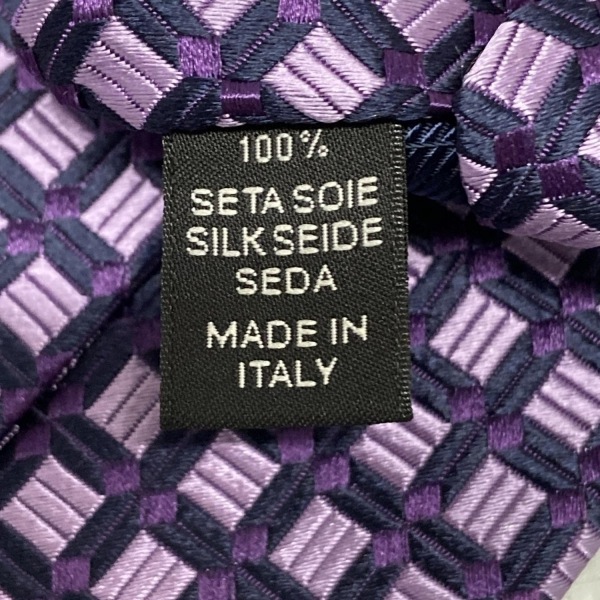 100%
SETA SOIE
SILK SEIDE
SEDA
MADE IN
ITALY